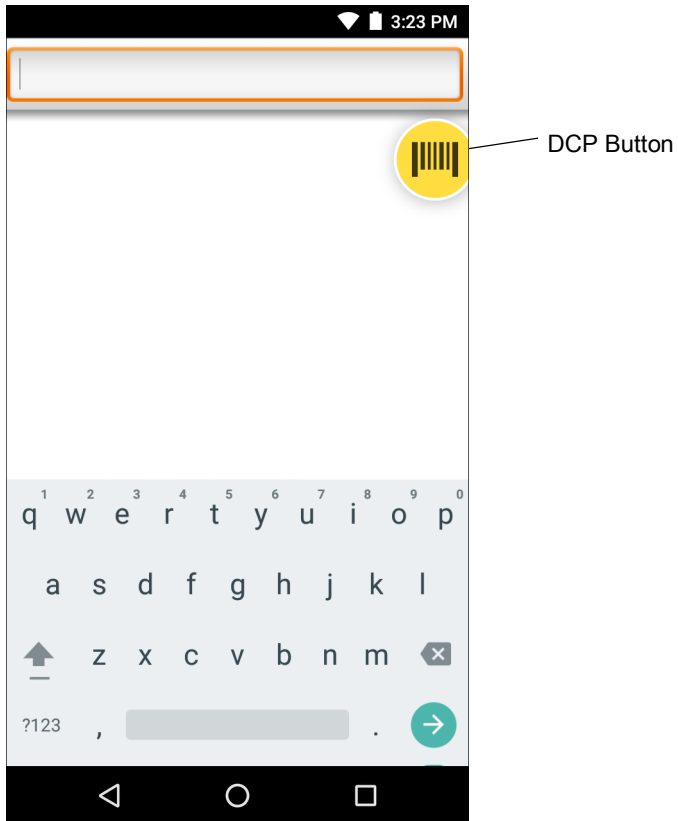 3:23 PM
DCP Button
1 2 3 4 5 6 7 8 9 0
q w e r t y u i o p
a s d f g h j k l
z x c v b n m
?123 , .